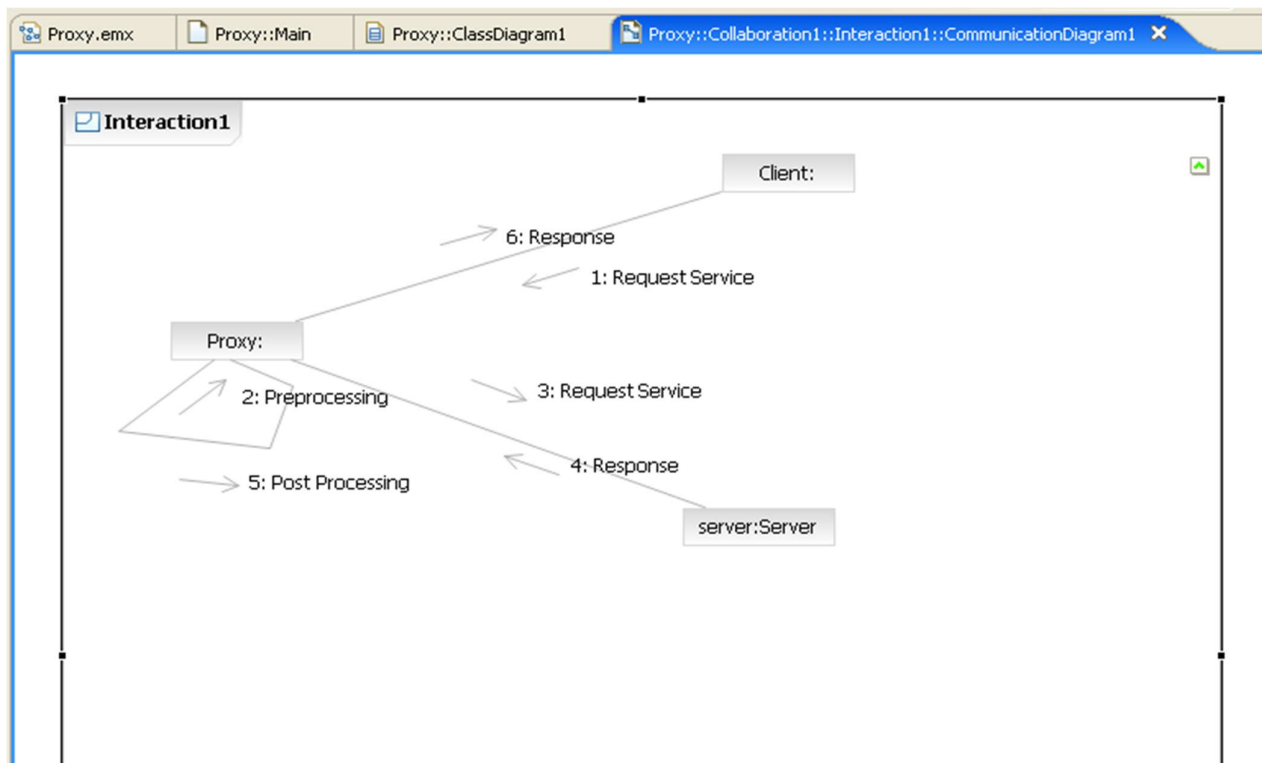 Proxy.emx
Proxy::Main
Proxy::ClassDiagram1
Proxy::Collaboration1::Interaction1::CommunicationDiagram1
Interaction1
Client:
6: Response
1: Request Service
Proxy:
2: Preprocessing
3: Request Service
4: Response
5: Post Processing
server:Server